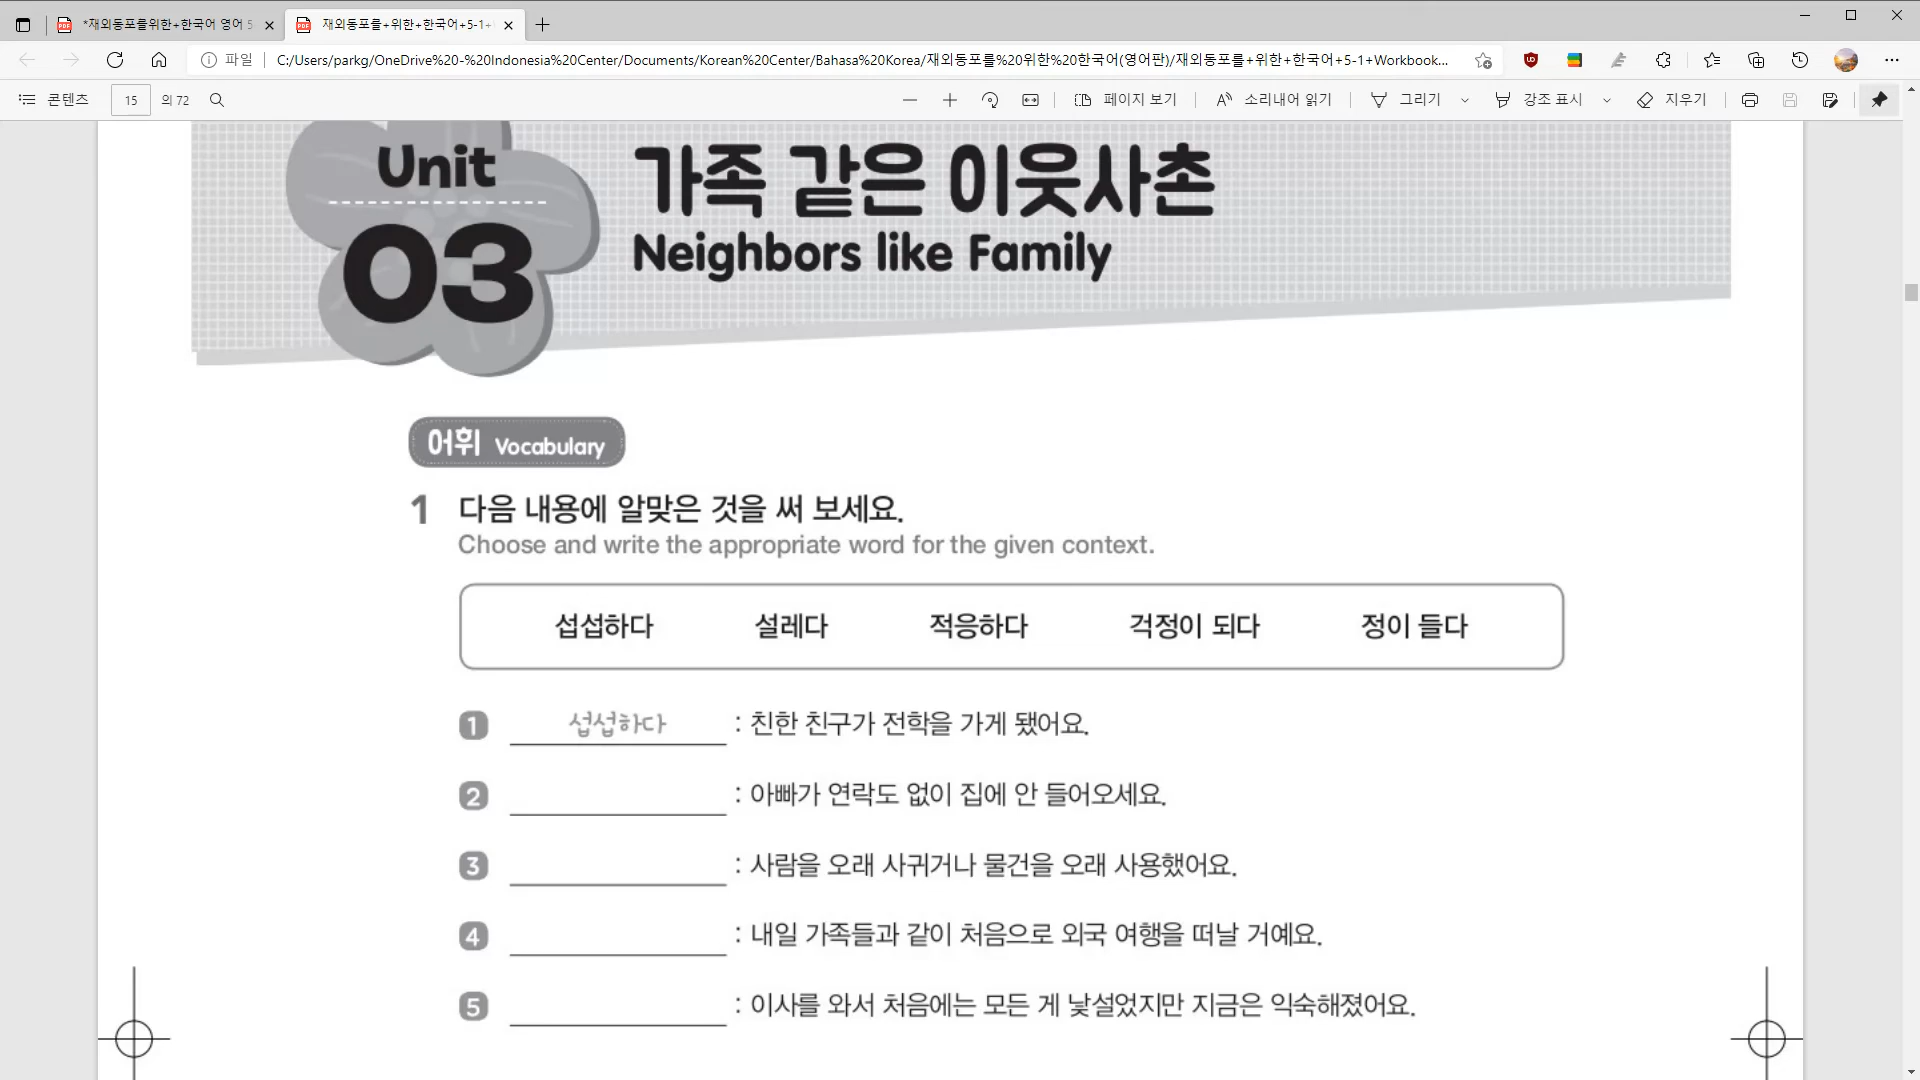 *재외동포를위한+한국어 영어 5
재외동포를+위한+한국어+5-1+
파일
C:/Users/parkg/OneDrive%20-%20Indonesia%20Center/Documents/Korean%20Center/Bahasa%20Korea/재외동포를%20위한%20한국어(영어판)/재외동포를+위한+한국어+5-1+Workbook...
콘텐츠
15
의 72
페이지 보기
소리내어 읽기
그리기
강조 표시
지우기
Unit
03
가족 같은 이웃사촌
Neighbors like Family
어휘 Vocabulary
1 다음 내용에 알맞은 것을 써 보세요.
Choose and write the appropriate word for the given context.
섭섭하다 설레다 적응하다 걱정이 되다 정이 들다
1 섭섭하다 : 친한 친구가 전학을 가게 됐어요.
2 : 아빠가 연락도 없이 집에 안 들어오세요.
3 : 사람을 오래 사귀거나 물건을 오래 사용했어요.
4 : 내일 가족들과 같이 처음으로 외국 여행을 떠날 거예요.
5 : 이사를 와서 처음에는 모든 게 낯설었지만 지금은 익숙해졌어요.